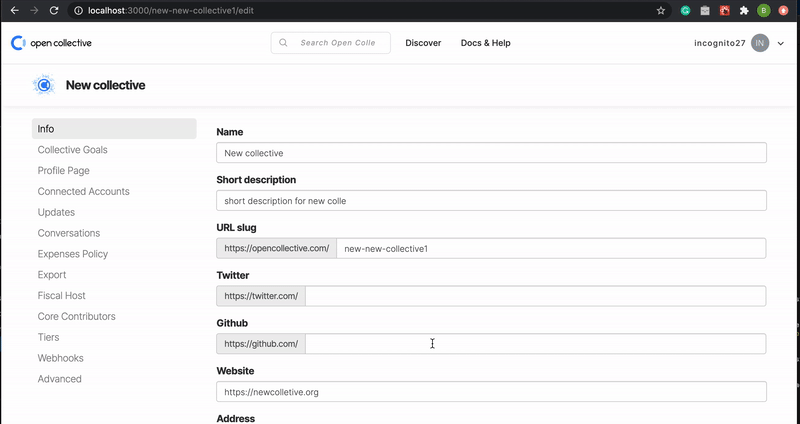 localhost:3000/new-new-collective1/edit
B
open collective
Search Open Colle
Discover
Docs & Help
incognito27
IN
New collective
Info
Collective Goals
Profile Page
Connected Accounts
Updates
Conversations
Expenses Policy
Export
Fiscal Host
Core Contributors
Tiers
Webhooks
Advanced
Name
New collective
Short description
short description for new colle
URL slug
https://opencollective.com/ new-new-collective1
Twitter
https://twitter.com/
Github
https://github.com/
Website
https://newcolletive.org
Address